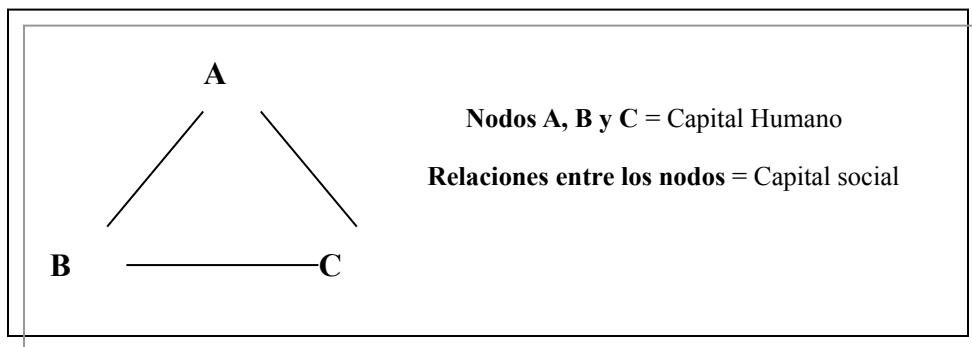 A
Nodos A, B y C = Capital Humano
Relaciones entre los nodos = Capital social
B
C